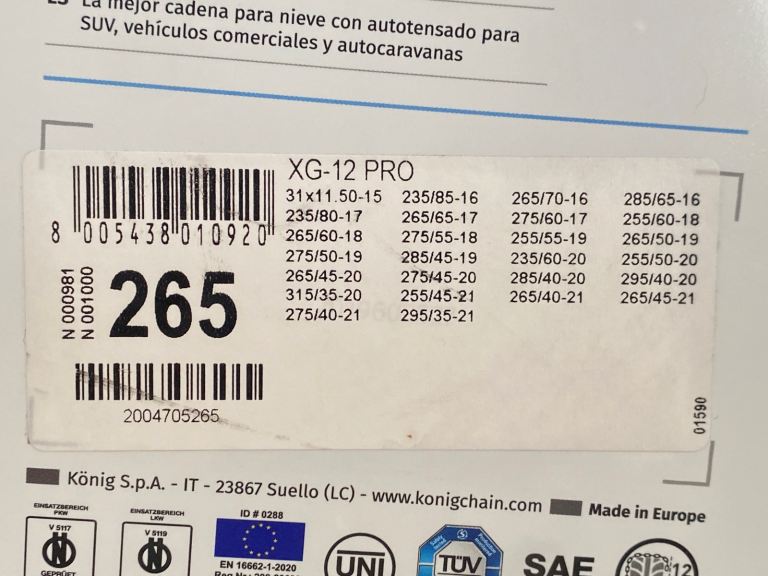 ES La mejor cadena para nieve con autotensado para
SUV, vehículos comerciales y autocaravanas
XG-12 PRO
31x11.50-15 235/85-16 265/70-16 285/65-16
235/80-17 265/65-17 275/60-17 255/60-18
265/60-18 275/55-18 255/55-19 265/50-19
275/50-19 285/45-19 235/60-20 255/50-20
265/45-20 275/45-20 285/40-20 295/40-20
315/35-20 255/45-21 265/40-21 265/45-21
275/40-21 295/35-21
8 005438 010920
N 000981
N 001000
265
2004705265
01590
König S.p.A. - IT - 23867 Suello (LC) - www.konigchain.com Made in Europe
EINSATZBEREICH
PKW
V 5117
N
GEPRÜFT
EINSATZBEREICH
LKW
V 5119
N
ID # 0288
EN 16662-1-2020
UNI
TÜV
SAE
12